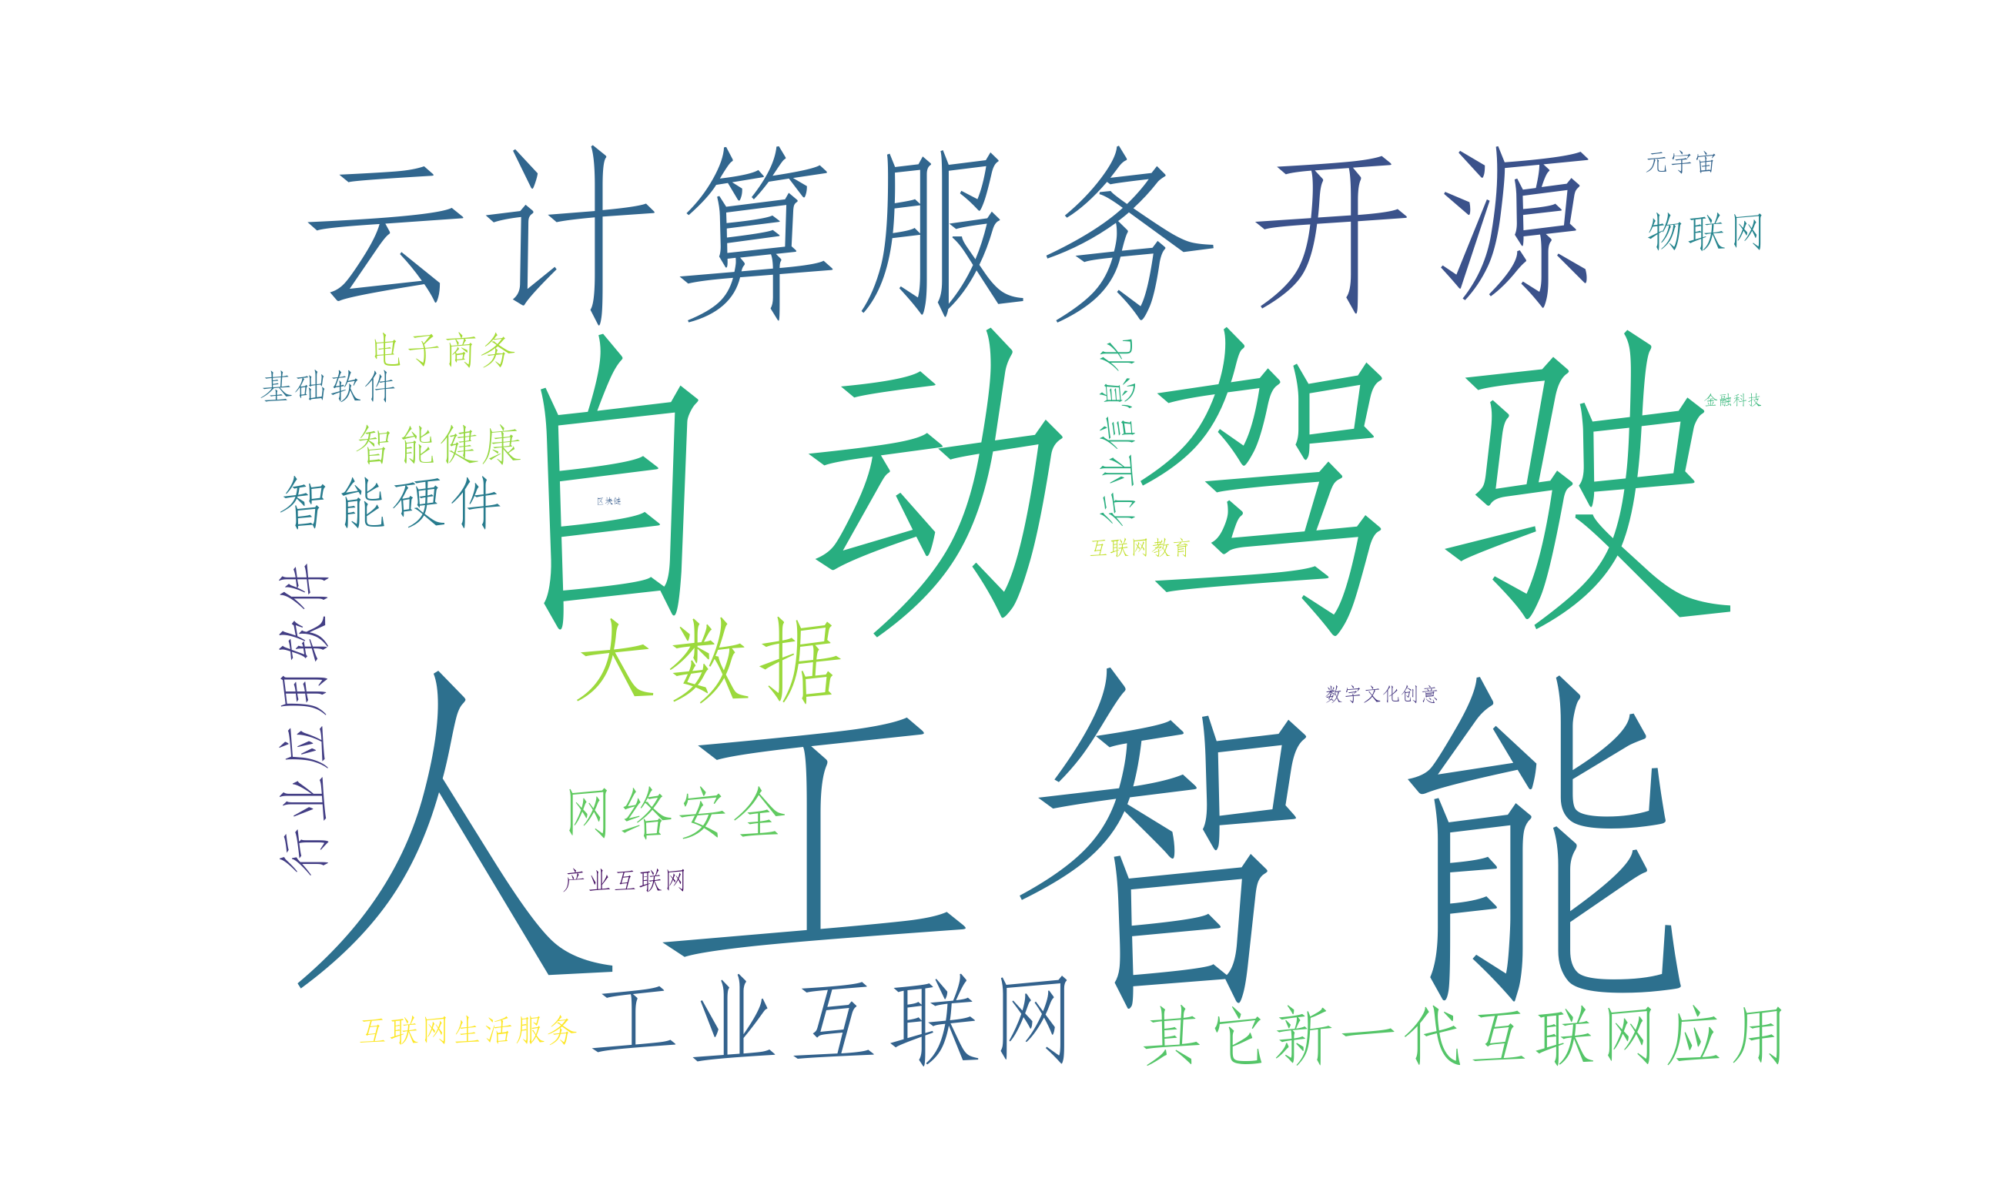 云计算服务
开源
元宇宙
物联网
电子商务
基础软件
智能健康
智能硬件
自动驾驶
区块链
行业信息化
互联网教育
金融科技
行业应用软件
大数据
数字文化创意
人工智能
网络安全
产业互联网
互联网生活服务
工业互联网
其它新一代互联网应用